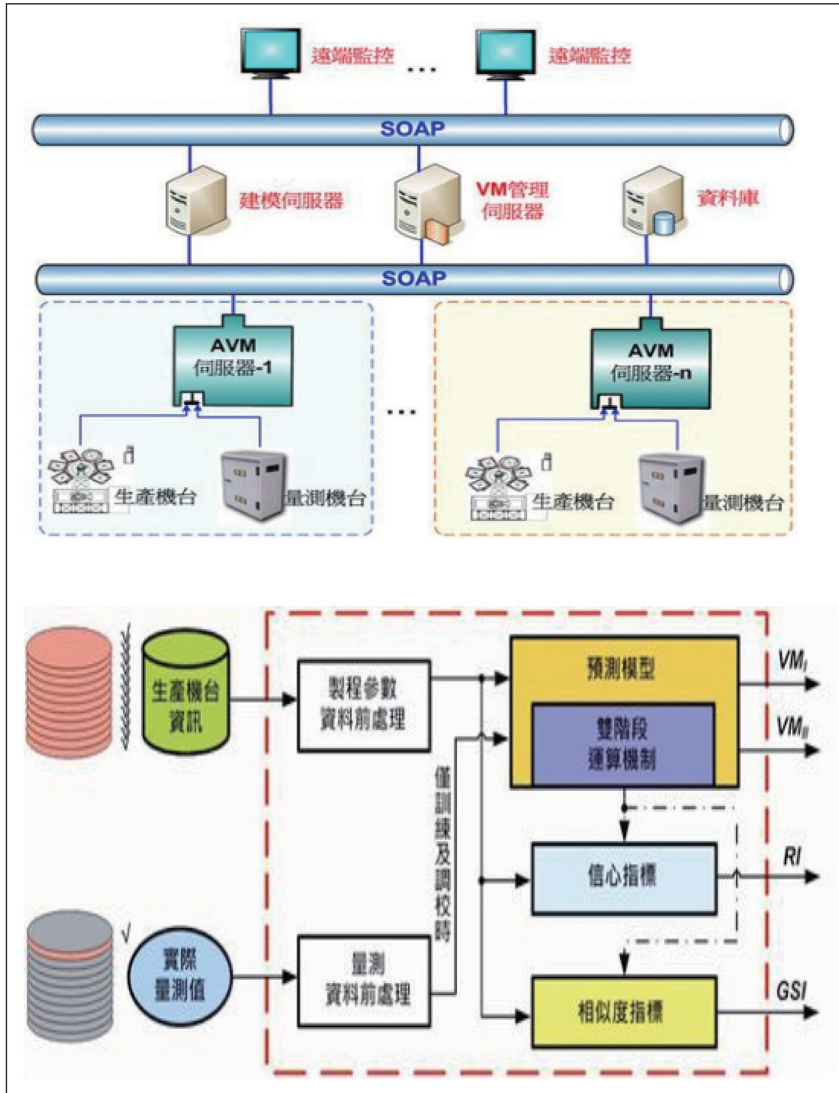 遠端監控
...
遠端監控
SOAP
建模伺服器
VM管理
伺服器
資料庫
SOAP
AVM
伺服器-1
生產機台
量測機台
...
AVM
伺服器-n
生產機台
量測機台
生產機台
資訊
製程參數
資料前處理
預測模型
雙階段
運算機制
VM_I
VM_II
僅訓練及調校時
信心指標
RI
√
實際
量測值
量測
資料前處理
相似度指標
GSI